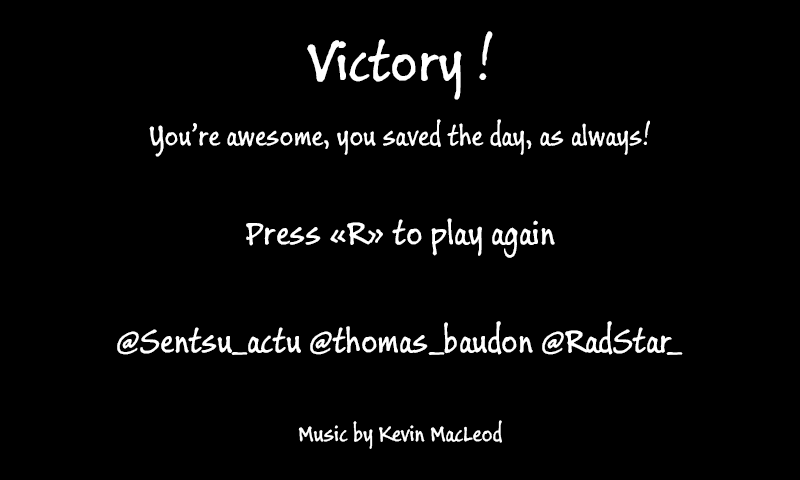 Victory !
You're awesome, you saved the day, as always!
Press «R» to play again
@Sentsu_actu @thomas_baudon @RadStar_
Music by Kevin MacLeod